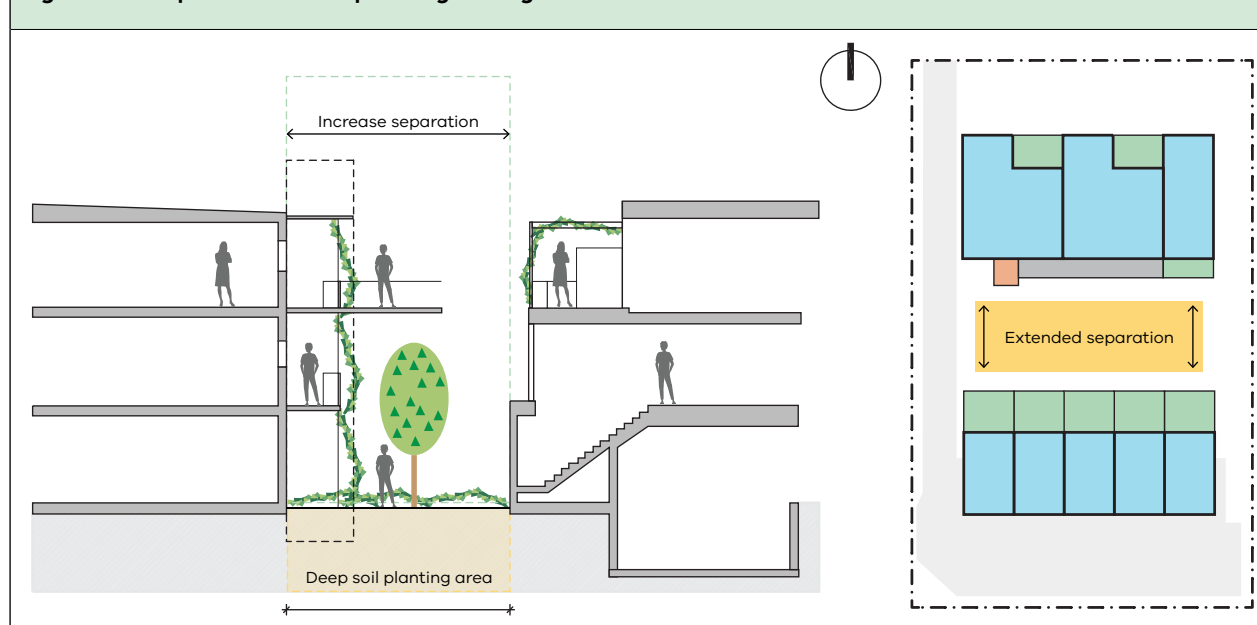 Increase separation
Extended separation
Deep soil planting area